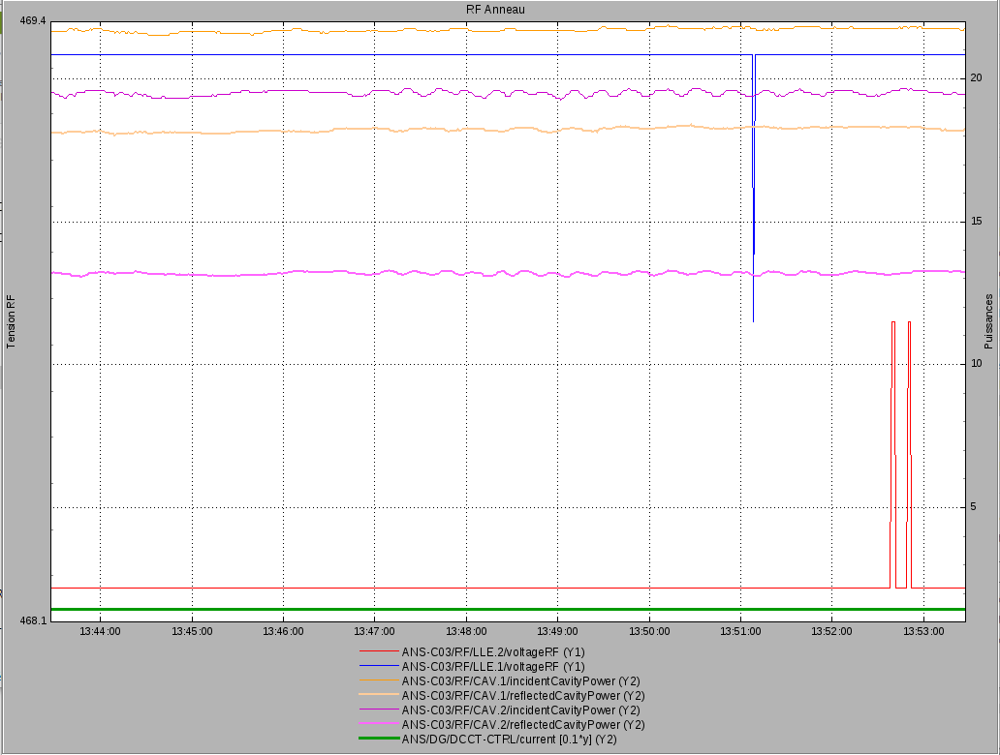 RF Anneau
469.4
20
15
Tension RF
Puissances
10
5
468.1
13:44:00 13:45:00 13:46:00 13:47:00 13:48:00 13:49:00 13:50:00 13:51:00 13:52:00 13:53:00
ANS-C03/RF/LLE.2/voltageRF (Y1)
ANS-C03/RF/LLE.1/voltageRF (Y1)
ANS-C03/RF/CAV.1/incidentCavityPower (Y2)
ANS-C03/RF/CAV.1/reflectedCavityPower (Y2)
ANS-C03/RF/CAV.2/incidentCavityPower (Y2)
ANS-C03/RF/CAV.2/reflectedCavityPower (Y2)
ANS/DG/DCCT-CTRL/current [0.1*y] (Y2)